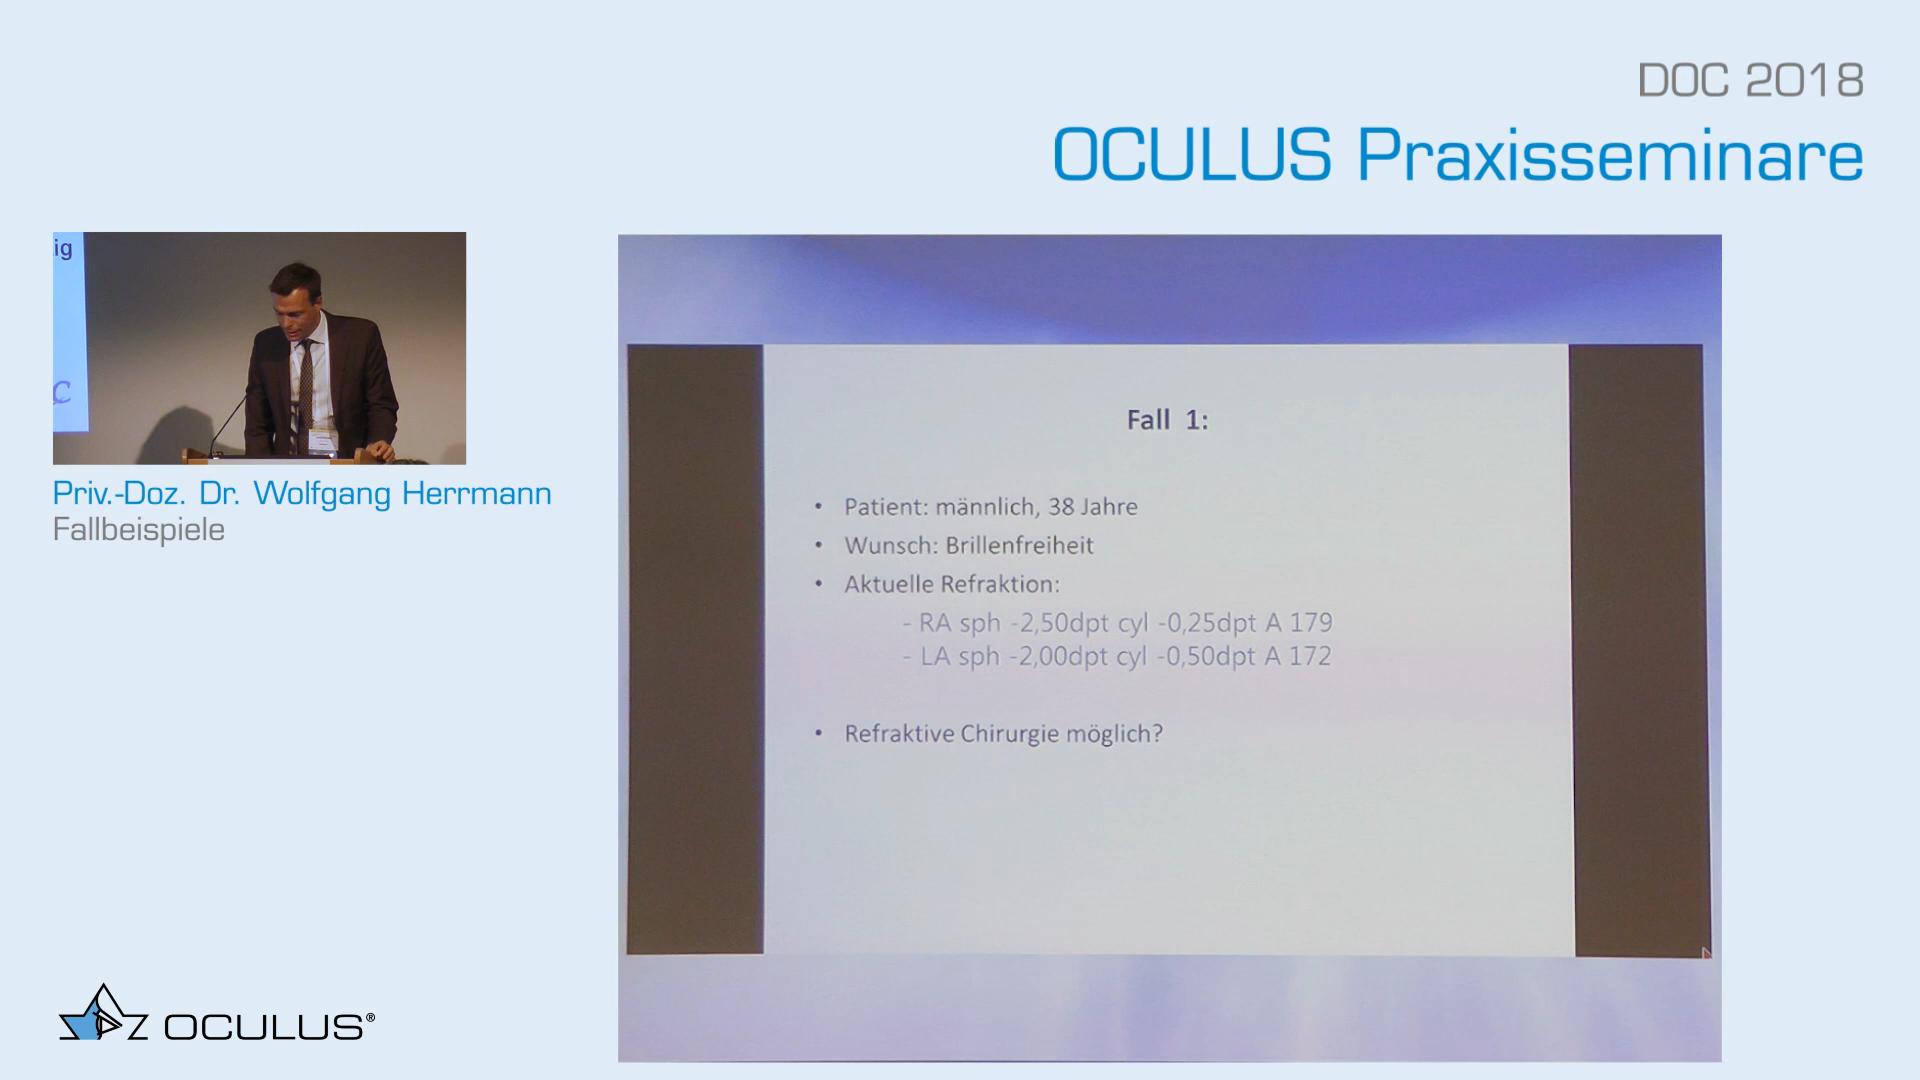 DOC 2018
OCULUS Praxisseminare
ig
C
Priv.-Doz. Dr. Wolfgang Herrmann
Fallbeispiele
Fall 1:
• Patient: männlich, 38 Jahre
• Wunsch: Brillenfreiheit
• Aktuelle Refraktion:
- RA sph -2,50dpt cyl -0,25dpt A 179
- LA sph -2,00dpt cyl -0,50dpt A 172
• Refraktive Chirurgie möglich?
OCULUS®